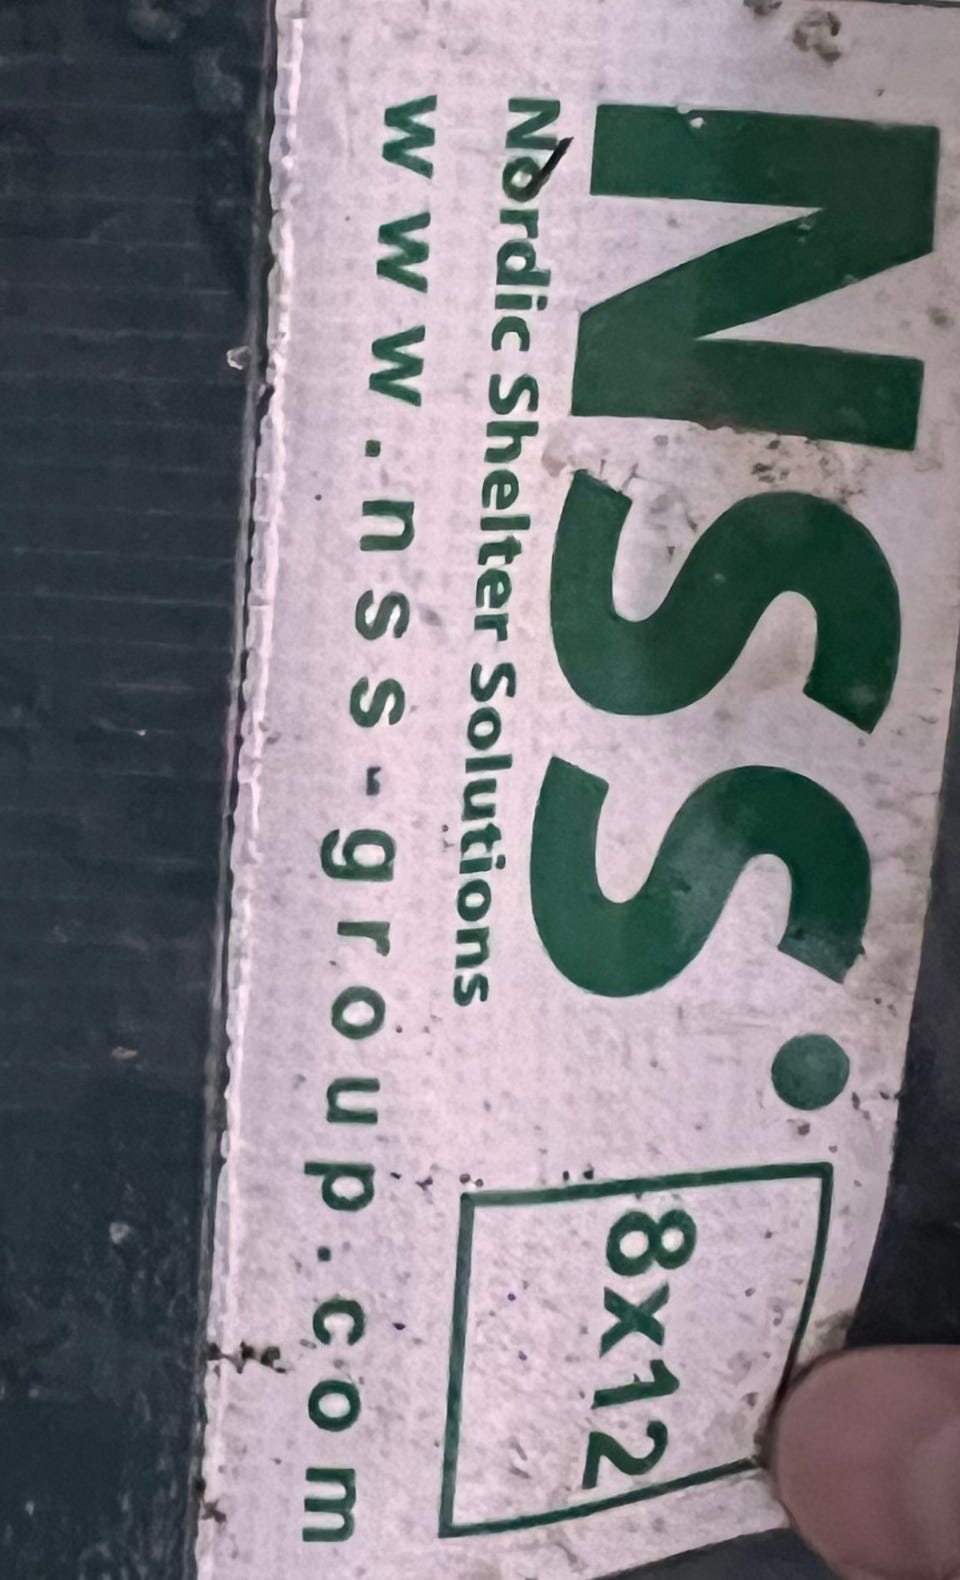 NSS
Nordic Shelter Solutions
www.nss-group.com
8x12